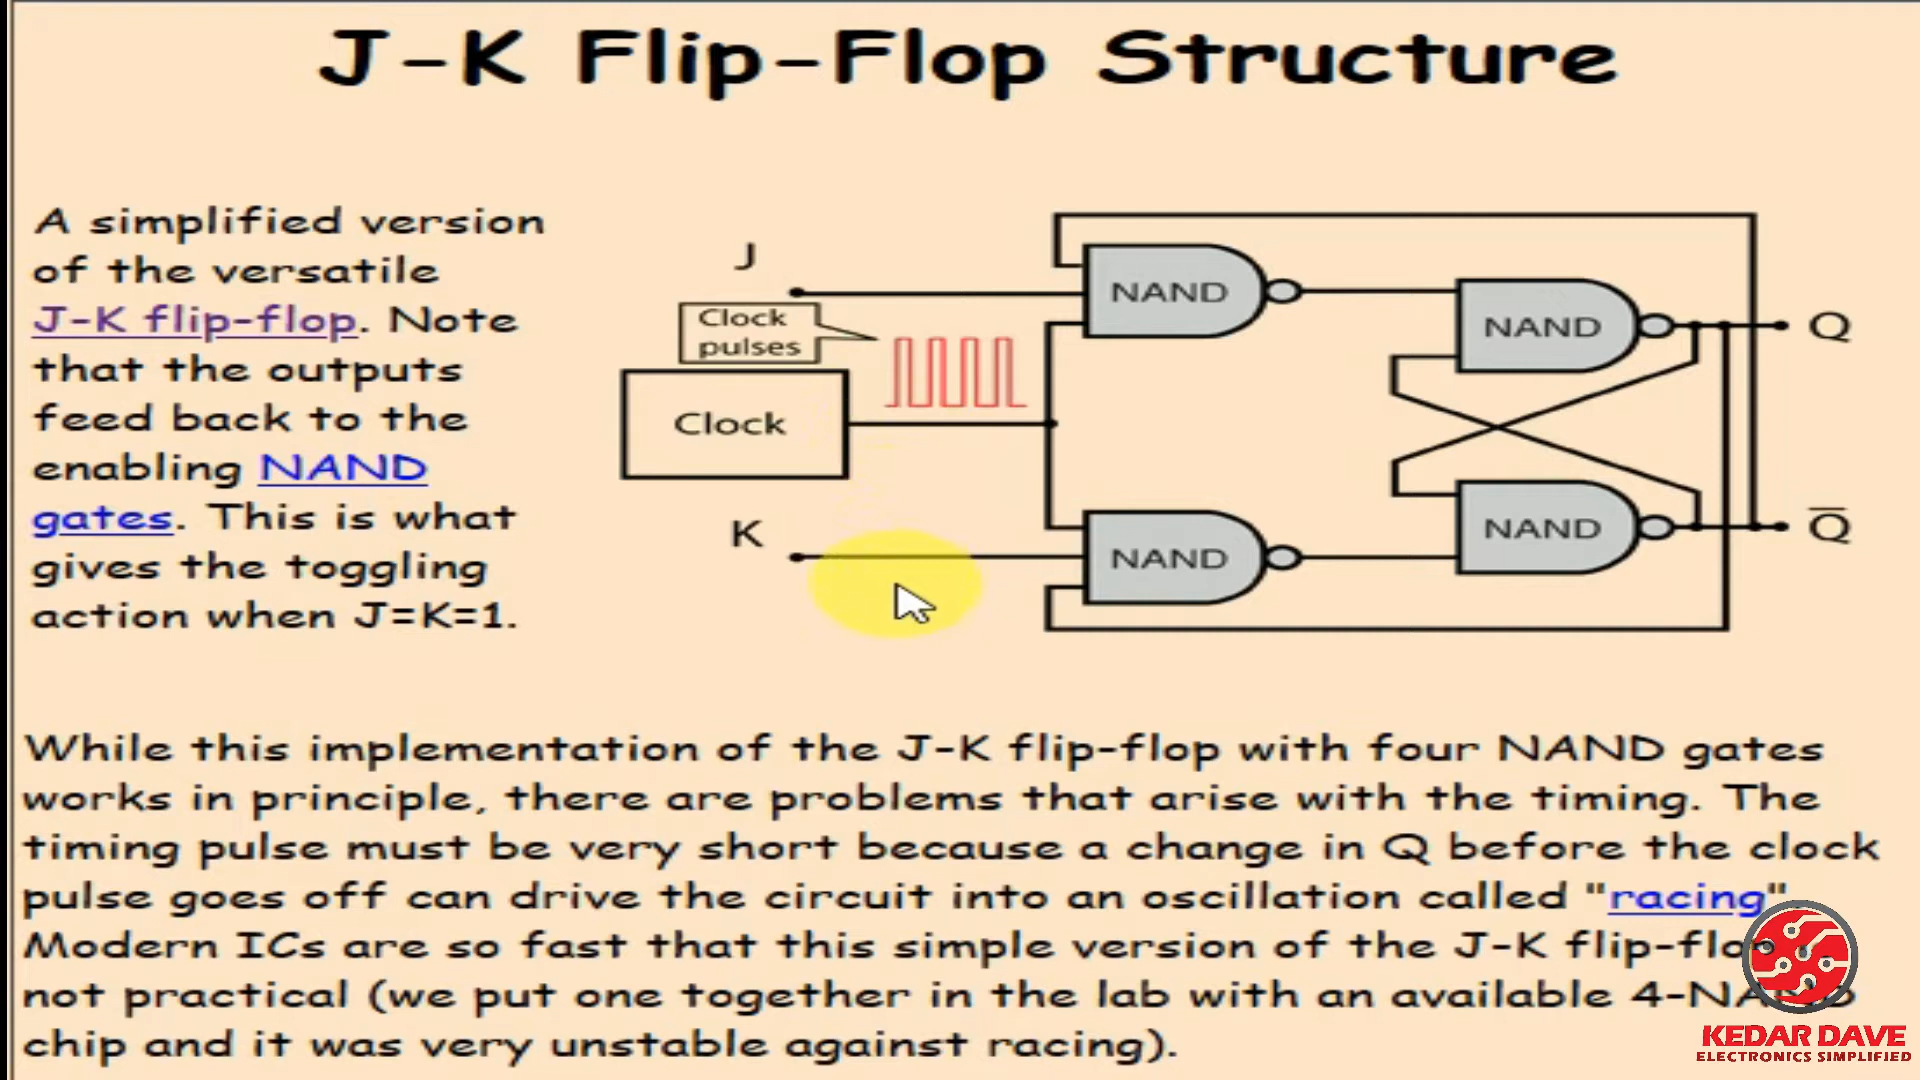 J-K Flip-Flop Structure
A simplified version
of the versatile
J-K flip-flop. Note
that the outputs
feed back to the
enabling NAND
gates. This is what
gives the toggling
action when J=K=1.
J
Clock
pulses
Clock
K
NAND
NAND
NAND
NAND
Q
Q̅
While this implementation of the J-K flip-flop with four NAND gates
works in principle, there are problems that arise with the timing. The
timing pulse must be very short because a change in Q before the clock
pulse goes off can drive the circuit into an oscillation called "racing".
Modern ICs are so fast that this simple version of the J-K flip-flop
not practical (we put one together in the lab with an available 4-NAND
chip and it was very unstable against racing).
KEDAR DAVE
ELECTRONICS SIMPLIFIED